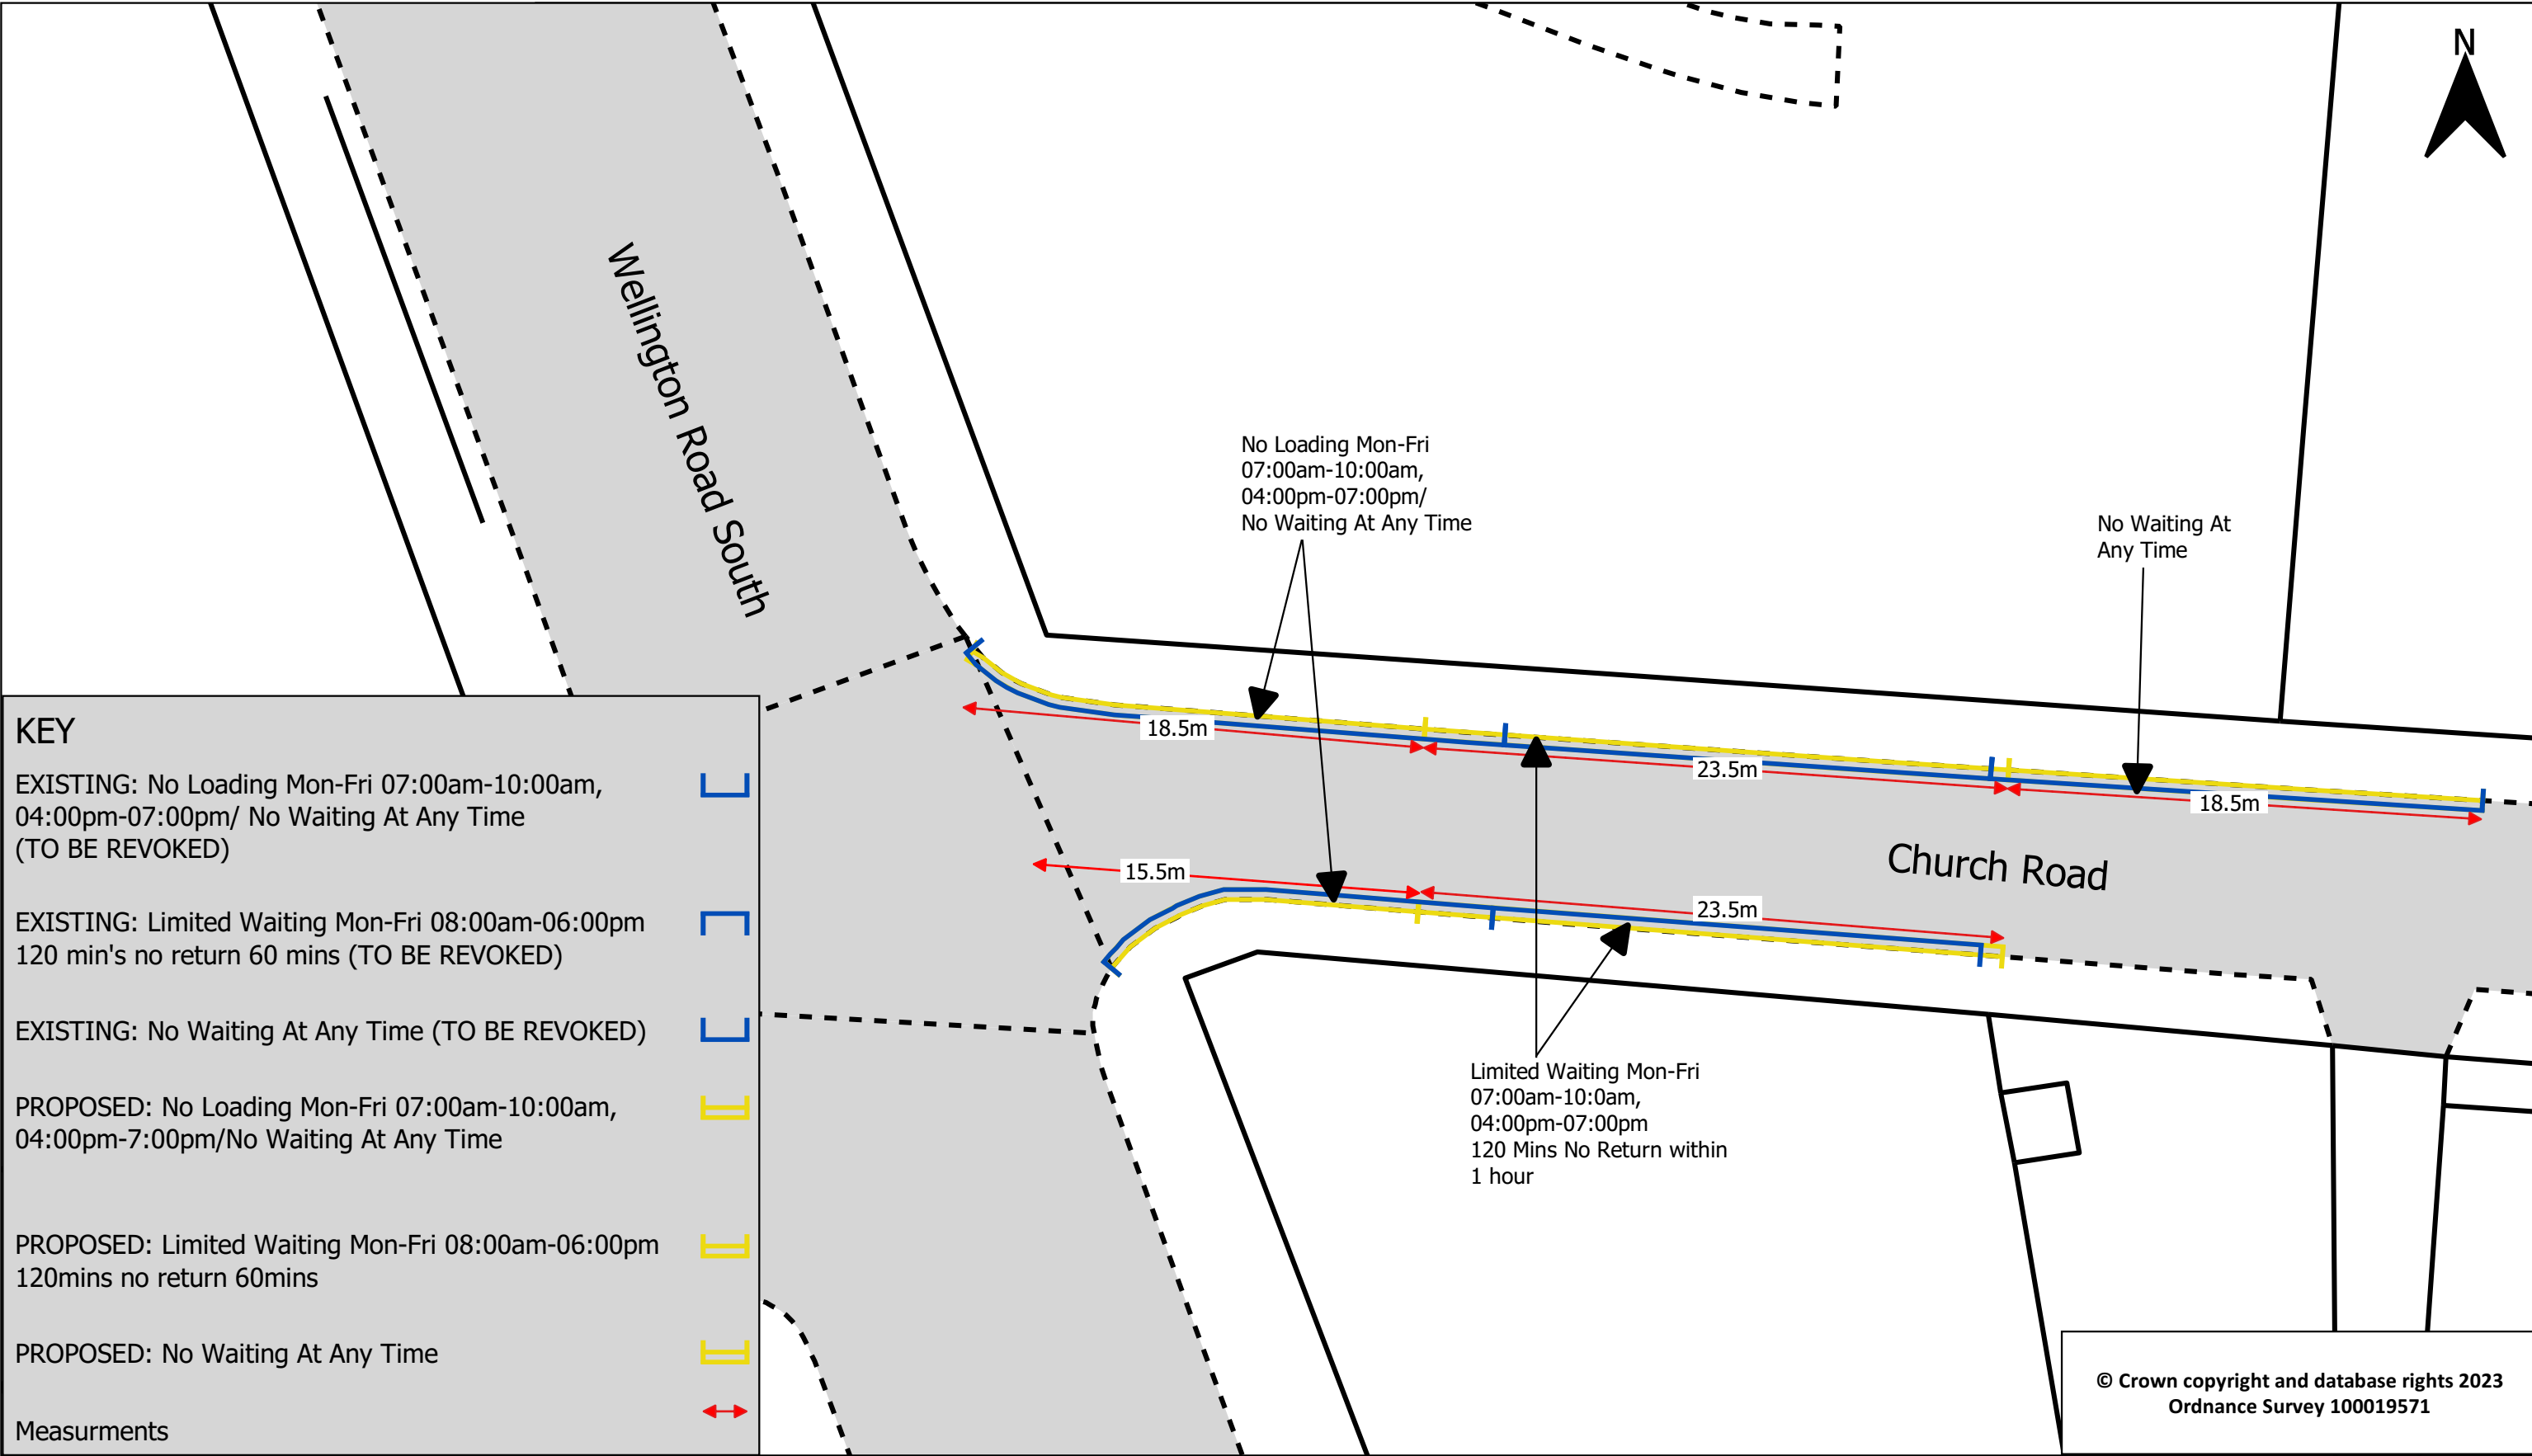 N
Wellington Road South
No Loading Mon-Fri
07:00am-10:00am,
04:00pm-07:00pm/
No Waiting At Any Time
No Waiting At
Any Time
18.5m
23.5m
18.5m
15.5m
23.5m
Church Road
Limited Waiting Mon-Fri
07:00am-10:0am,
04:00pm-07:00pm
120 Mins No Return within
1 hour
KEY
EXISTING: No Loading Mon-Fri 07:00am-10:00am,
04:00pm-07:00pm/ No Waiting At Any Time
(TO BE REVOKED)
EXISTING: Limited Waiting Mon-Fri 08:00am-06:00pm
120 min's no return 60 mins (TO BE REVOKED)
EXISTING: No Waiting At Any Time (TO BE REVOKED)
PROPOSED: No Loading Mon-Fri 07:00am-10:00am,
04:00pm-7:00pm/No Waiting At Any Time
PROPOSED: Limited Waiting Mon-Fri 08:00am-06:00pm
120mins no return 60mins
PROPOSED: No Waiting At Any Time
Measurments
© Crown copyright and database rights 2023
Ordnance Survey 100019571